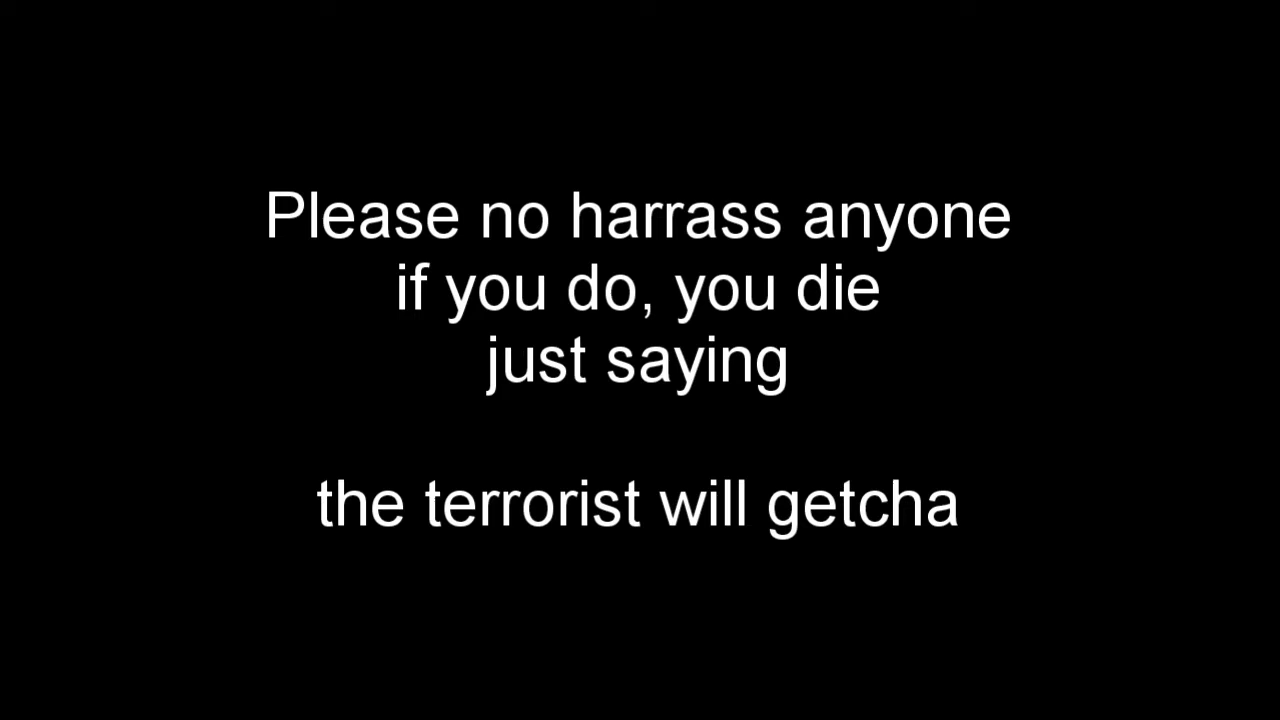 Please no harrass anyone
if you do, you die
just saying
the terrorist will getcha